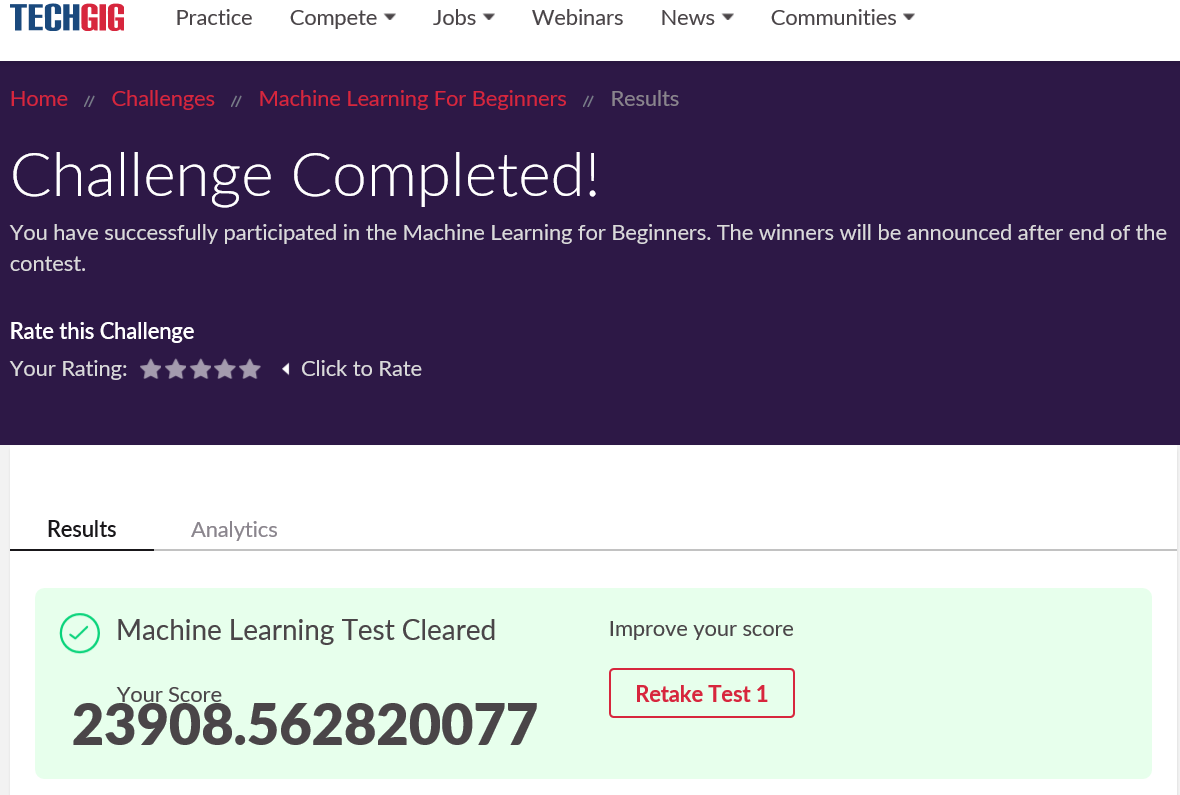 TECHGIG Practice Compete Jobs Webinars News Communities
Home // Challenges // Machine Learning For Beginners // Results
Challenge Completed!
You have successfully participated in the Machine Learning for Beginners. The winners will be announced after end of the
contest.
Rate this Challenge
Your Rating: Click to Rate
Results Analytics
Machine Learning Test Cleared
Improve your score
Your Score
Retake Test 1
23908.562820077